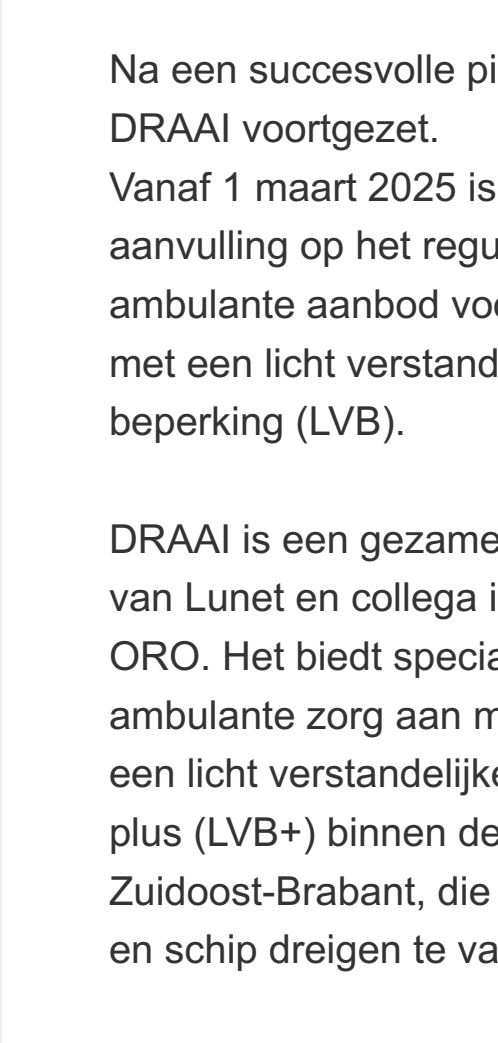 Na een succesvolle pi
DRAAI voortgezet.
Vanaf 1 maart 2025 is
aanvulling op het regu
ambulante aanbod voo
met een licht verstand
beperking (LVB).
DRAAI is een gezame
van Lunet en collega i
ORO. Het biedt specia
ambulante zorg aan m
een licht verstandelijke
plus (LVB+) binnen de
Zuidoost-Brabant, die
en schip dreigen te va